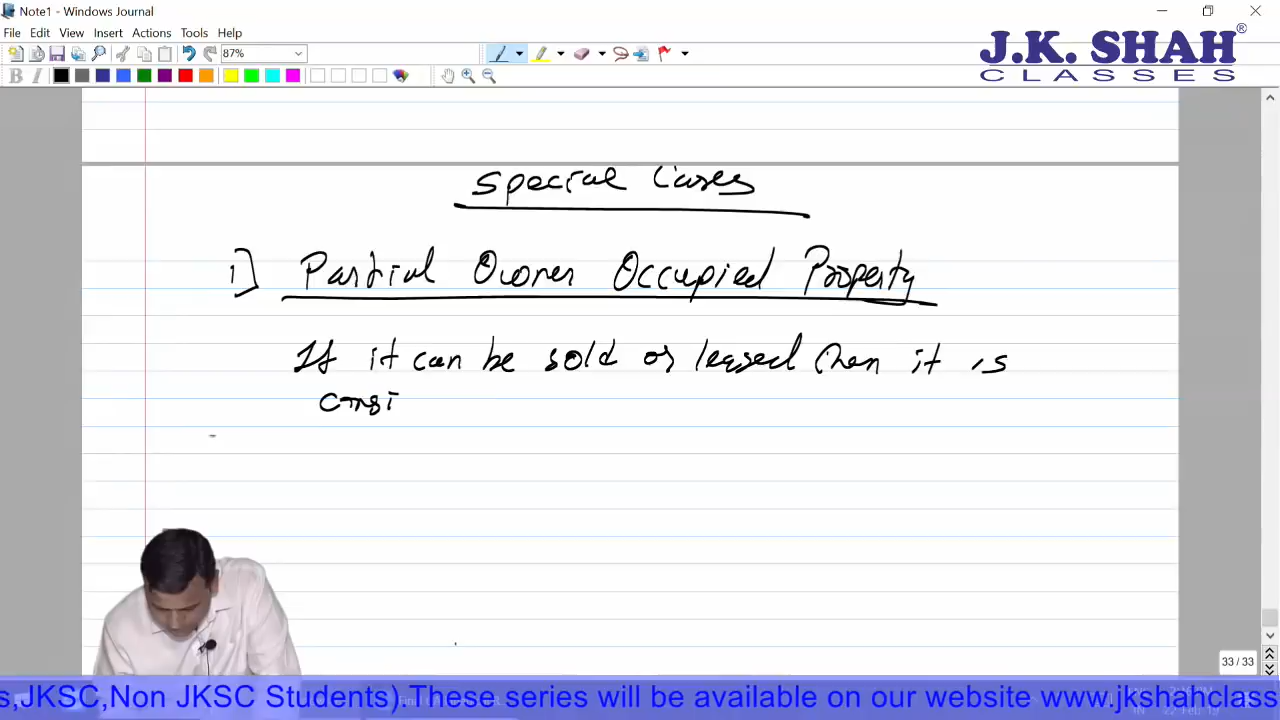 Note1 - Windows Journal
File Edit View Insert Actions Tools Help
87%
B I
J.K. SHAH®
CLASSES
Special Cases
i] Partial Owner Occupied Property
If it can be sold or leased then it is
consi
33 / 33
s,JKSC,Non JKSC Students).These series will be available on our website www.jkshahclass